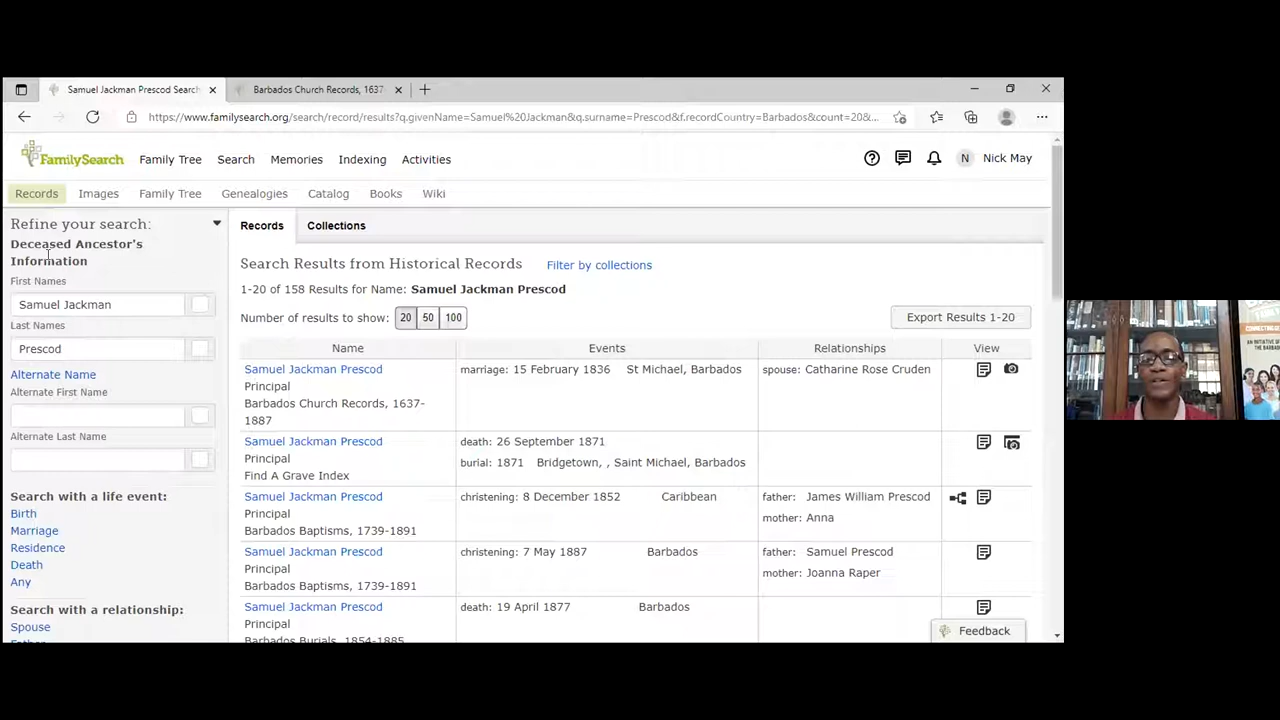 Samuel Jackman Prescod Search
Barbados Church Records, 1637-
https://www.familysearch.org/search/record/results?q.givenName=Samuel%20Jackman&q.surname=Prescod&f.recordCountry=Barbados&count=20&...
FamilySearch
Family Tree
Search
Memories
Indexing
Activities
N
Nick May
Records
Images
Family Tree
Genealogies
Catalog
Books
Wiki
Refine your search:
Deceased Ancestor's
Information
First Names
Samuel Jackman
Last Names
Prescod
Alternate Name
Alternate First Name
Alternate Last Name
Search with a life event:
Birth
Marriage
Residence
Death
Any
Search with a relationship:
Spouse
Father
Records
Collections
Search Results from Historical Records
Filter by collections
1-20 of 158 Results for Name: Samuel Jackman Prescod
Number of results to show:
20
50
100
Export Results 1-20
Name
Events
Relationships
View
Samuel Jackman Prescod
Principal
Barbados Church Records, 1637-
1887
marriage: 15 February 1836 St Michael, Barbados
spouse: Catharine Rose Cruden
Samuel Jackman Prescod
Principal
Find A Grave Index
death: 26 September 1871
burial: 1871 Bridgetown, , Saint Michael, Barbados
Samuel Jackman Prescod
Principal
Barbados Baptisms, 1739-1891
christening: 8 December 1852 Caribbean
father: James William Prescod
mother: Anna
Samuel Jackman Prescod
Principal
Barbados Baptisms, 1739-1891
christening: 7 May 1887 Barbados
father: Samuel Prescod
mother: Joanna Raper
Samuel Jackman Prescod
Principal
Barbados Burials, 1854-1885
death: 19 April 1877 Barbados
Feedback
AN INITIATIVE OF
THE BARBAD